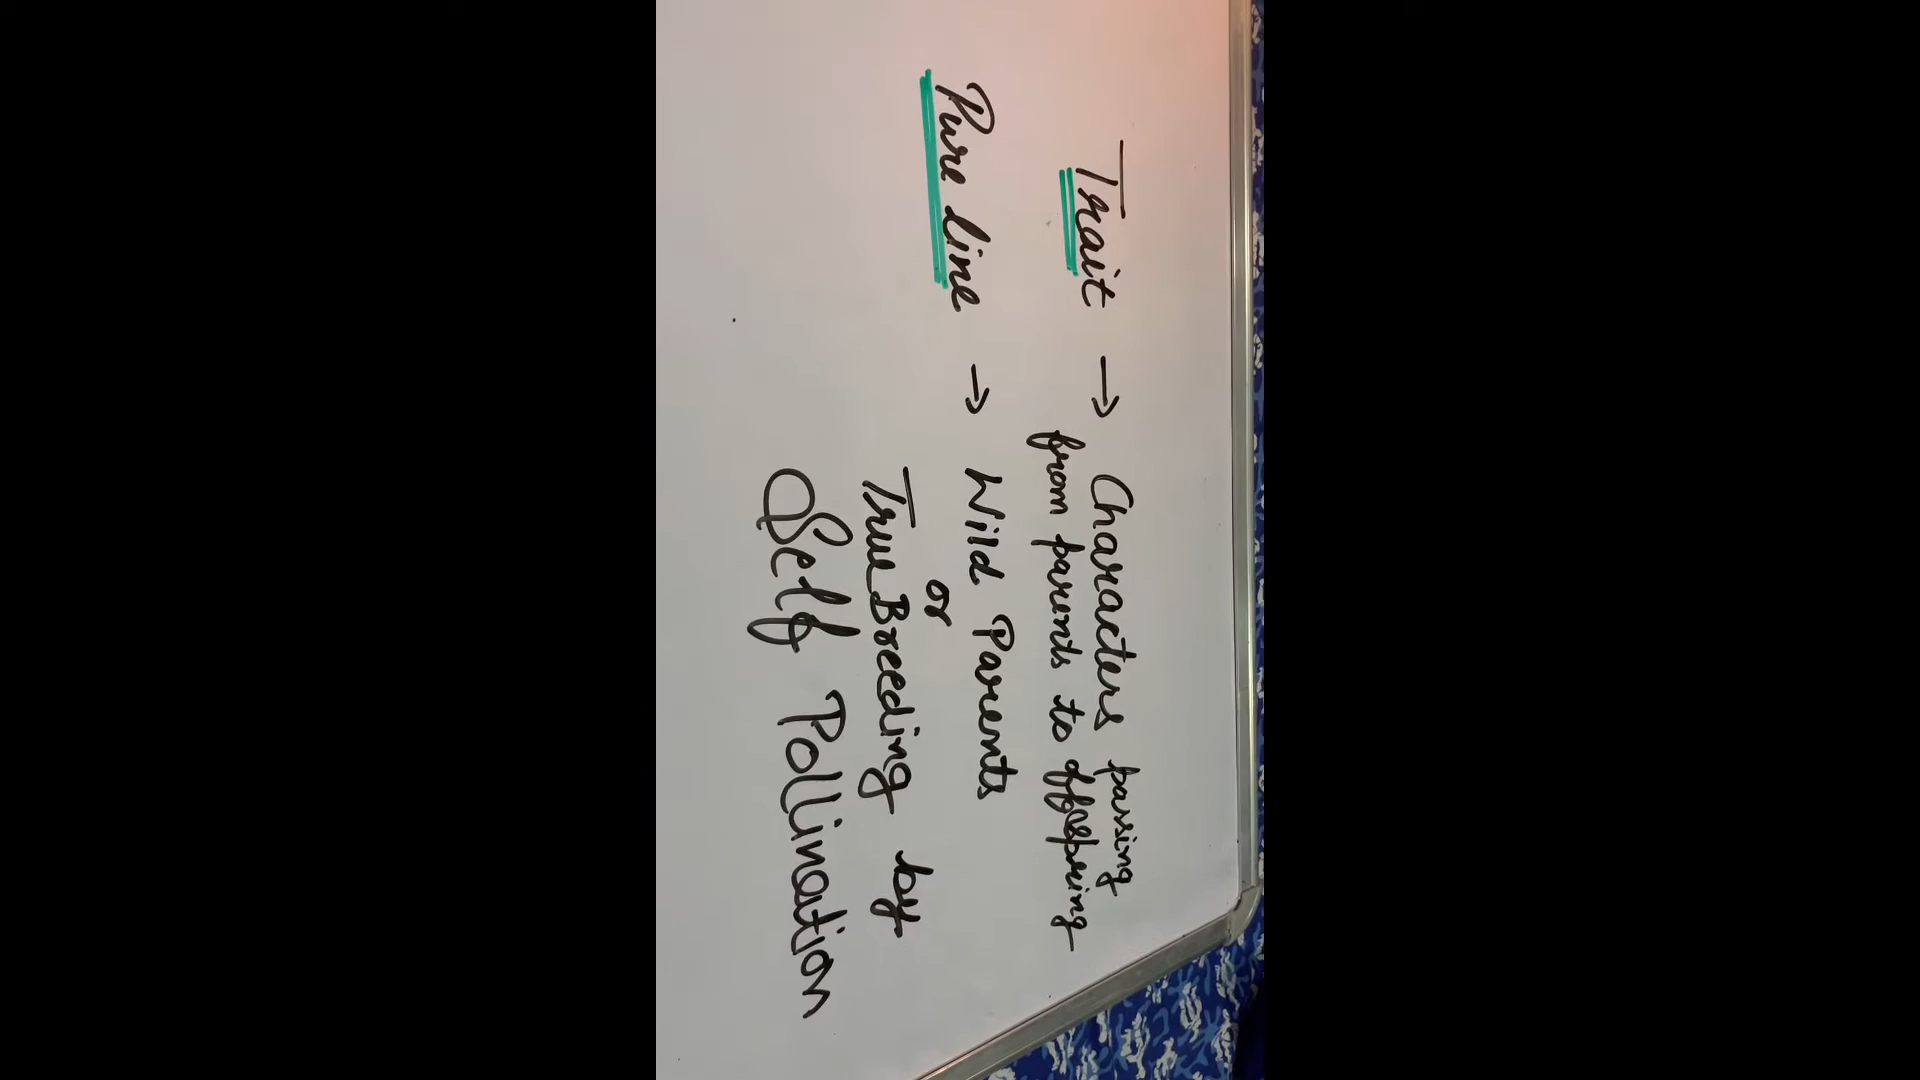 Trait → Characters passing
from parents to offspring
Pure line → Wild Parents
or
True Breeding by
Self Pollination